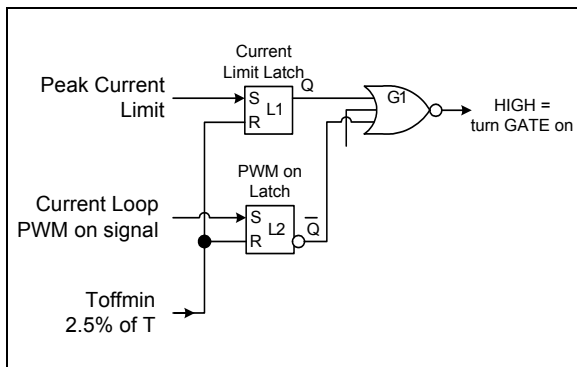 Current
Limit Latch
Peak Current
Limit
S
R
L1
Q
G1
HIGH =
turn GATE on
PWM on
Latch
Current Loop
PWM on signal
S
R
L2
Q
Toffmin
2.5% of T